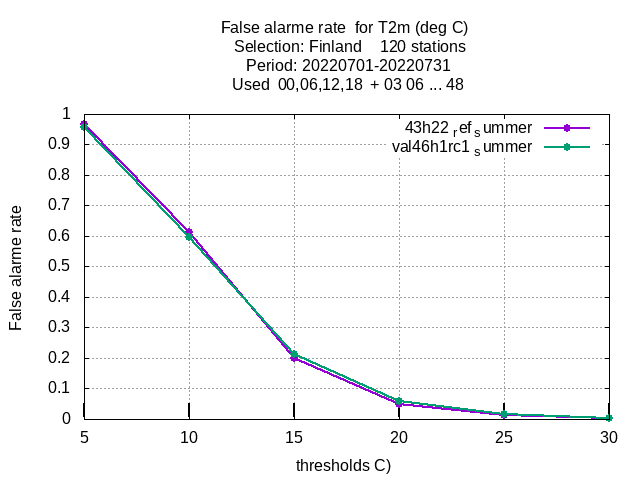 False alarme rate  for T2m (deg C)
Selection: Finland    120 stations
Period: 20220701-20220731
Used  00,06,12,18  + 03 06 ... 48
43h22 ref summer
val46h1rc1 summer
1
0.9
0.8
0.7
0.6
0.5
0.4
0.3
0.2
0.1
0
False alarme rate
5 10 15 20 25 30
thresholds C)